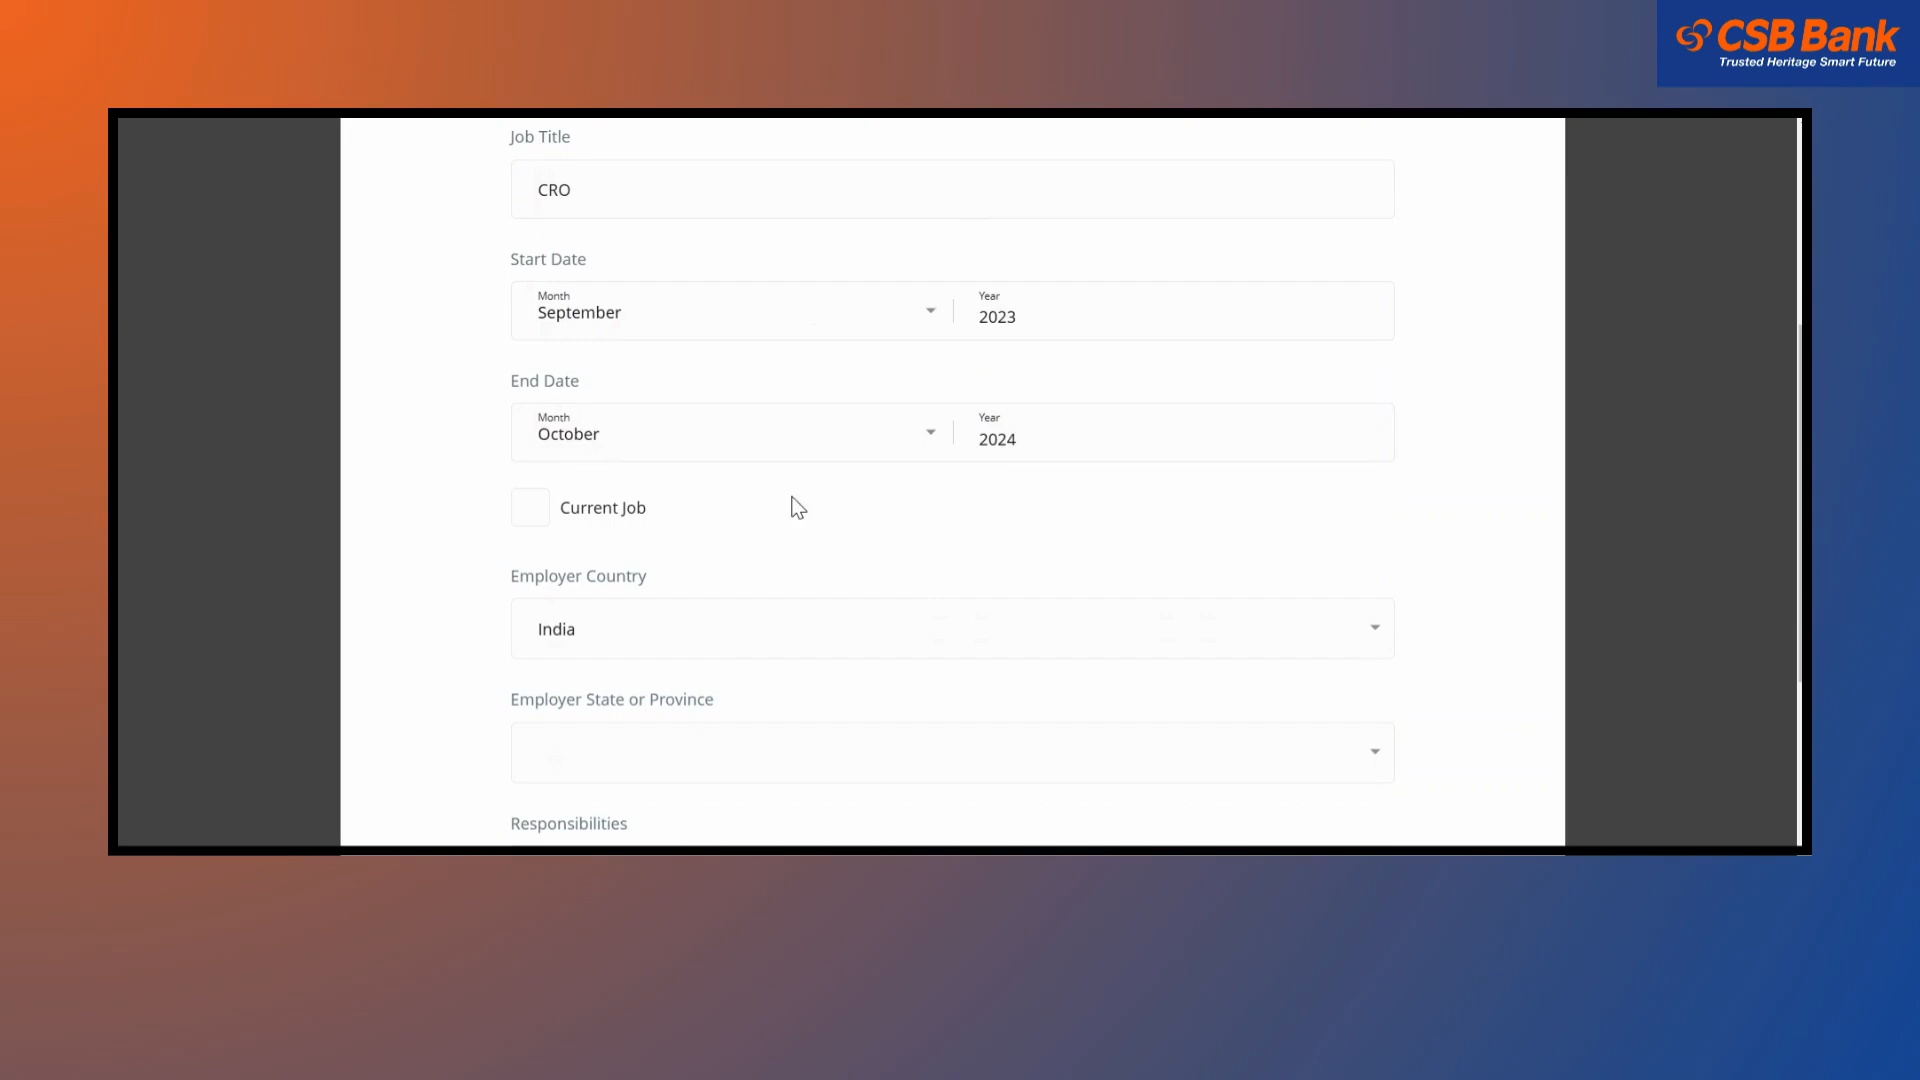 CSB Bank
Trusted Heritage Smart Future
Job Title
CRO
Start Date
Month
September
Year
2023
End Date
Month
October
Year
2024
Current Job
Employer Country
India
Employer State or Province
Responsibilities